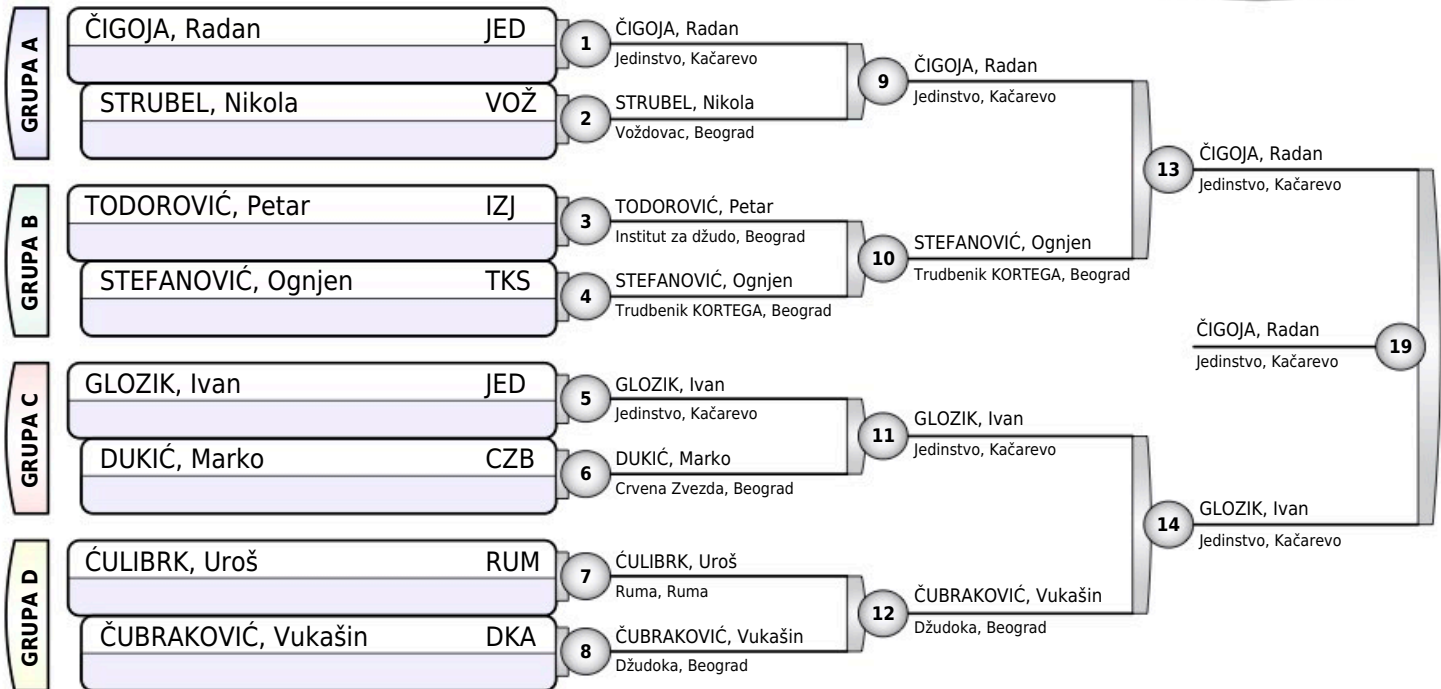 GRUPA A
ČIGOJA, Radan JED
STRUBEL, Nikola VOŽ
GRUPA B
TODOROVIĆ, Petar IZJ
STEFANOVIĆ, Ognjen TKS
GRUPA C
GLOZIK, Ivan JED
DUKIĆ, Marko CZB
GRUPA D
ĆULIBRK, Uroš RUM
ČUBRAKOVIĆ, Vukašin DKA
1
ČIGOJA, Radan
Jedinstvo, Kačarevo
2
STRUBEL, Nikola
Voždovac, Beograd
3
TODOROVIĆ, Petar
Institut za džudo, Beograd
4
STEFANOVIĆ, Ognjen
Trudbenik KORTEGA, Beograd
5
GLOZIK, Ivan
Jedinstvo, Kačarevo
6
DUKIĆ, Marko
Crvena Zvezda, Beograd
7
ĆULIBRK, Uroš
Ruma, Ruma
8
ČUBRAKOVIĆ, Vukašin
Džudoka, Beograd
9
ČIGOJA, Radan
Jedinstvo, Kačarevo
10
STEFANOVIĆ, Ognjen
Trudbenik KORTEGA, Beograd
11
GLOZIK, Ivan
Jedinstvo, Kačarevo
12
ČUBRAKOVIĆ, Vukašin
Džudoka, Beograd
13
ČIGOJA, Radan
Jedinstvo, Kačarevo
14
GLOZIK, Ivan
Jedinstvo, Kačarevo
ČIGOJA, Radan
Jedinstvo, Kačarevo
19